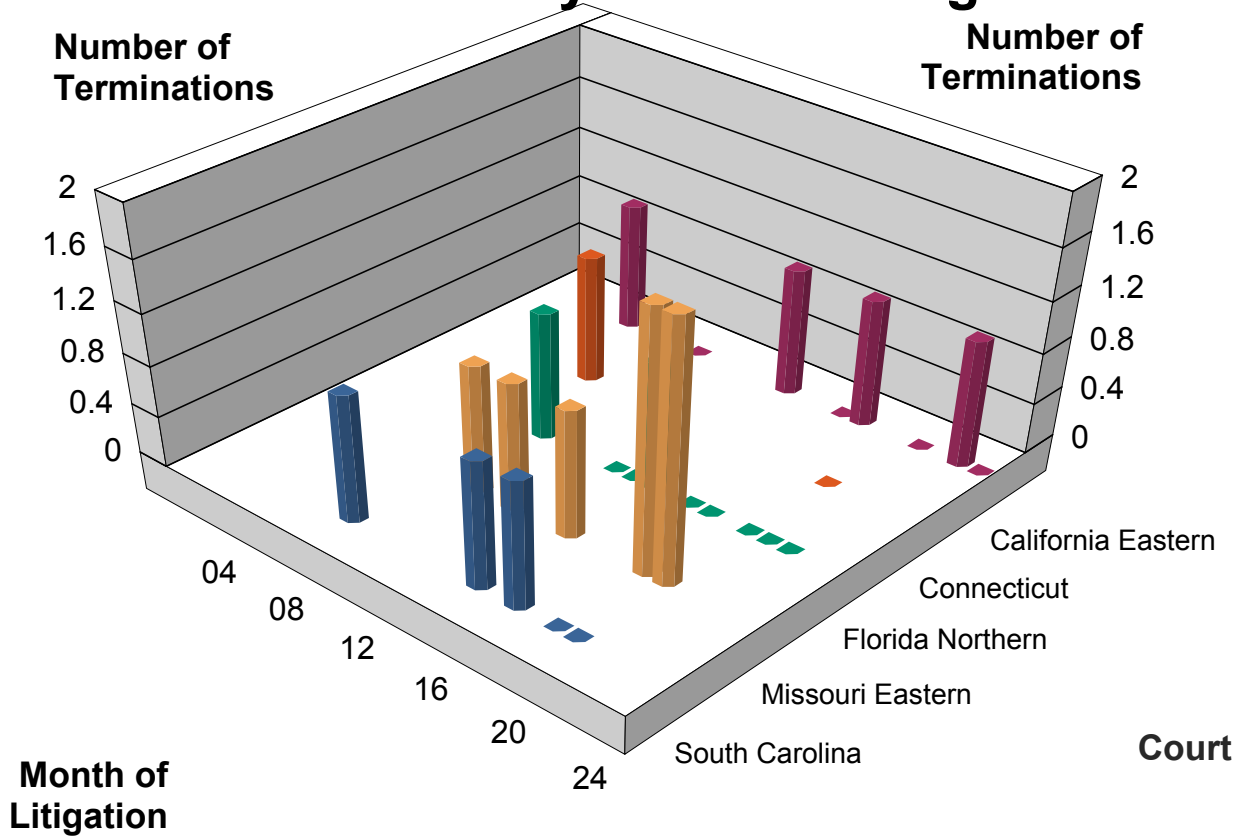 Number of
Terminations
Number of
Terminations
2
1.6
1.2
0.8
0.4
0
2
1.6
1.2
0.8
0.4
0
04
08
12
16
20
24
California Eastern
Connecticut
Florida Northern
Missouri Eastern
South Carolina
Court
Month of
Litigation